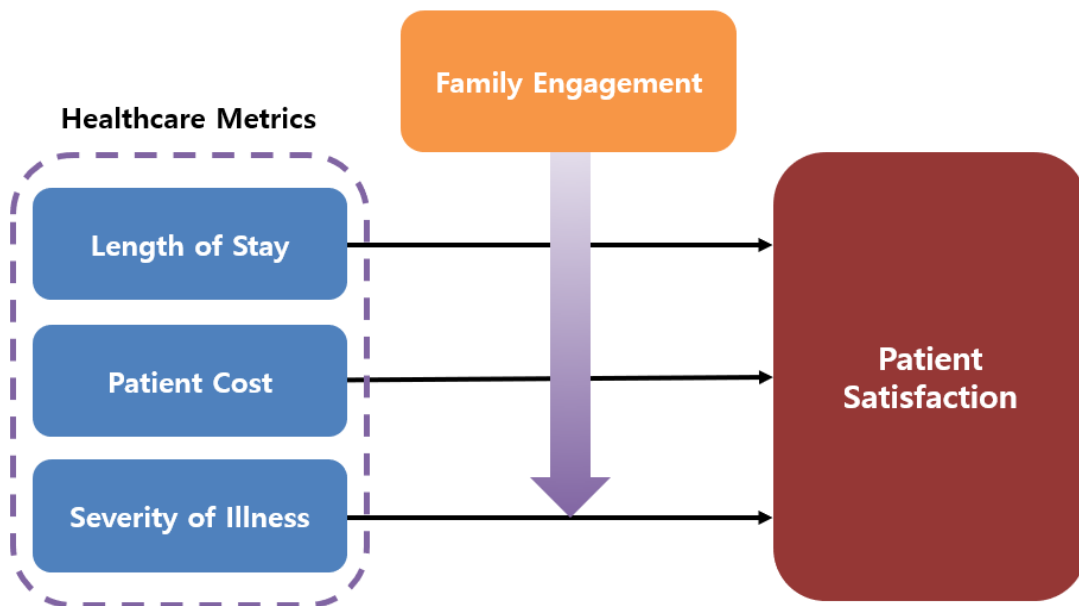 Family Engagement
Healthcare Metrics
Length of Stay
Patient Cost
Severity of Illness
Patient
Satisfaction